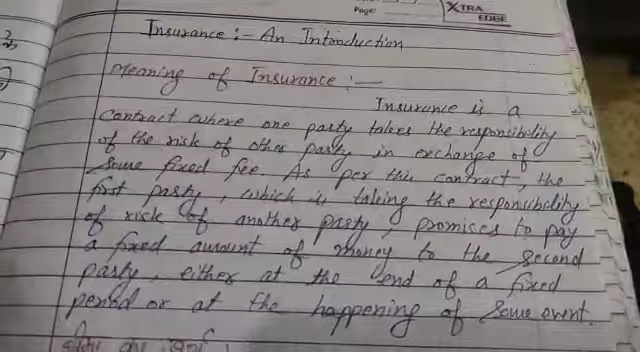 Page:
XTRA
EDGE
Insurance :- An Introduction
Meaning of Insurance :-
Insurance is a
contract where one party takes the responsibility
of the risk of other party in exchange of
some fixed fee. As per this contract, the
first party, which is taking the responsibility
of risk of another party, promises to pay
a fixed amount of money to the second
party, either at the end of a fixed
period or at the happening of some event.